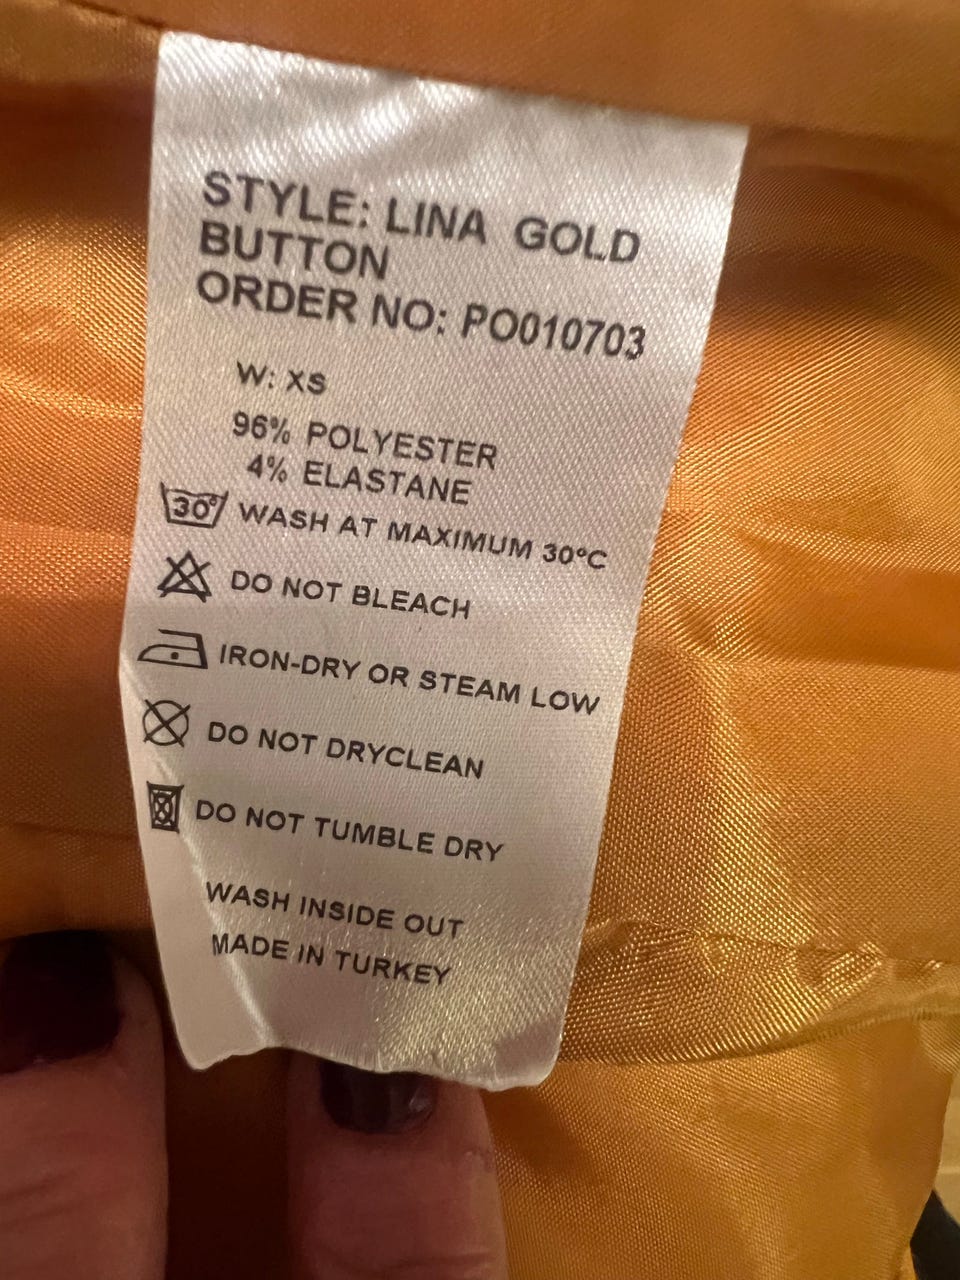 STYLE: LINA GOLD
BUTTON
ORDER NO: PO010703
W: XS
96% POLYESTER
4% ELASTANE
30° WASH AT MAXIMUM 30ºC
DO NOT BLEACH
IRON-DRY OR STEAM LOW
DO NOT DRYCLEAN
DO NOT TUMBLE DRY
WASH INSIDE OUT
MADE IN TURKEY